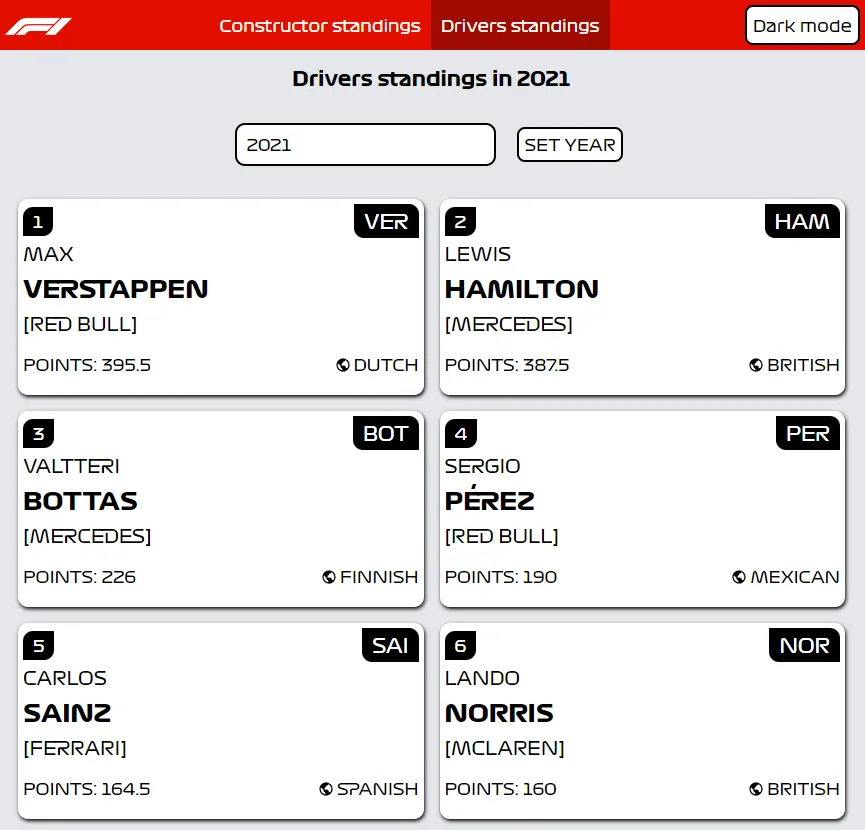 F1
Constructor standings Drivers standings Dark mode
Drivers standings in 2021
2021 SET YEAR
1 VER
MAX
VERSTAPPEN
[RED BULL]
POINTS: 395.5 DUTCH
2 HAM
LEWIS
HAMILTON
[MERCEDES]
POINTS: 387.5 BRITISH
3 BOT
VALTTERI
BOTTAS
[MERCEDES]
POINTS: 226 FINNISH
4 PER
SERGIO
PÉREZ
[RED BULL]
POINTS: 190 MEXICAN
5 SAI
CARLOS
SAINZ
[FERRARI]
POINTS: 164.5 SPANISH
6 NOR
LANDO
NORRIS
[MCLAREN]
POINTS: 160 BRITISH